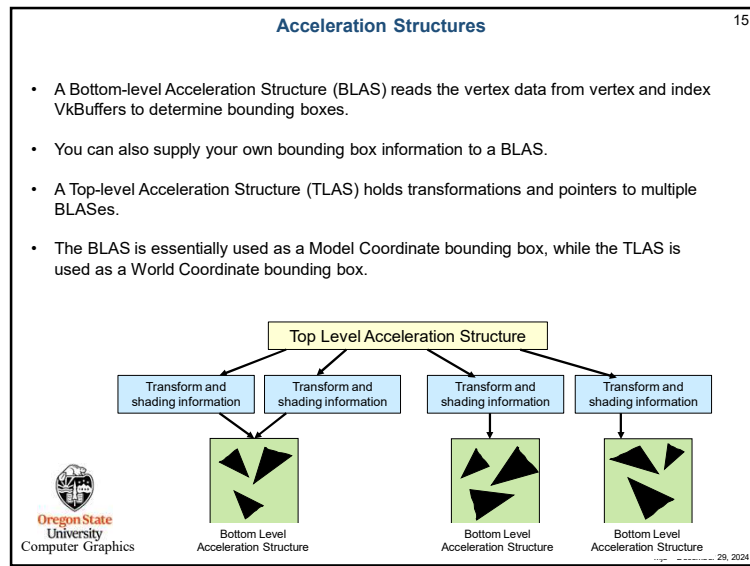 Acceleration Structures
15
• A Bottom-level Acceleration Structure (BLAS) reads the vertex data from vertex and index
VkBuffers to determine bounding boxes.
• You can also supply your own bounding box information to a BLAS.
• A Top-level Acceleration Structure (TLAS) holds transformations and pointers to multiple
BLASes.
• The BLAS is essentially used as a Model Coordinate bounding box, while the TLAS is
used as a World Coordinate bounding box.
Top Level Acceleration Structure
Transform and
shading information
Transform and
shading information
Transform and
shading information
Transform and
shading information
Bottom Level
Acceleration Structure
Bottom Level
Acceleration Structure
Bottom Level
Acceleration Structure
Oregon State
University
Computer Graphics
29, 2024